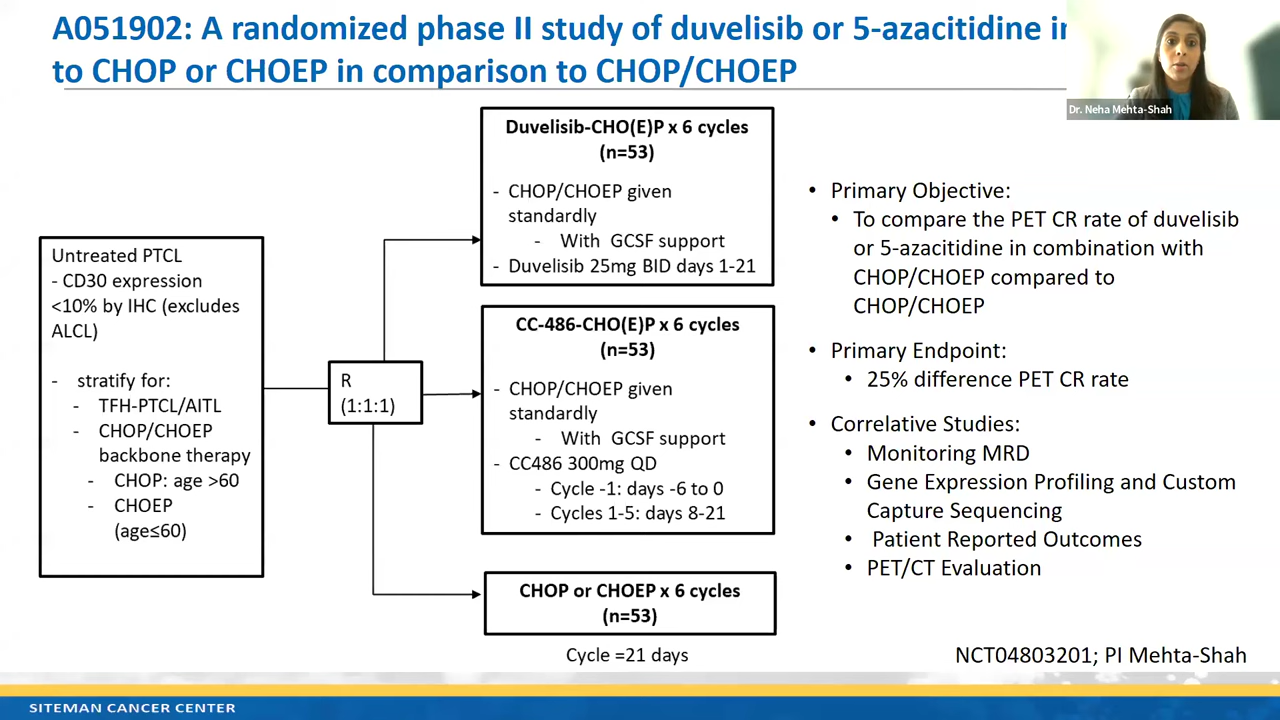 A051902: A randomized phase II study of duvelisib or 5-azacitidine
to CHOP or CHOEP in comparison to CHOP/CHOEP
Dr. Neha Mehta-Shah
Untreated PTCL
- CD30 expression
<10% by IHC (excludes
ALCL)
- stratify for:
- TFH-PTCL/AITL
- CHOP/CHOEP
backbone therapy
- CHOP: age >60
- CHOEP
(age≤60)
R
(1:1:1)
Duvelisib-CHO(E)P x 6 cycles
(n=53)
- CHOP/CHOEP given
standardly
- With GCSF support
- Duvelisib 25mg BID days 1-21
CC-486-CHO(E)P x 6 cycles
(n=53)
- CHOP/CHOEP given
standardly
- With GCSF support
- CC486 300mg QD
- Cycle -1: days -6 to 0
- Cycles 1-5: days 8-21
CHOP or CHOEP x 6 cycles
(n=53)
Cycle =21 days
• Primary Objective:
• To compare the PET CR rate of duvelisib
or 5-azacitidine in combination with
CHOP/CHOEP compared to
CHOP/CHOEP
• Primary Endpoint:
• 25% difference PET CR rate
• Correlative Studies:
• Monitoring MRD
• Gene Expression Profiling and Custom
Capture Sequencing
• Patient Reported Outcomes
• PET/CT Evaluation
NCT04803201; PI Mehta-Shah
SITEMAN CANCER CENTER